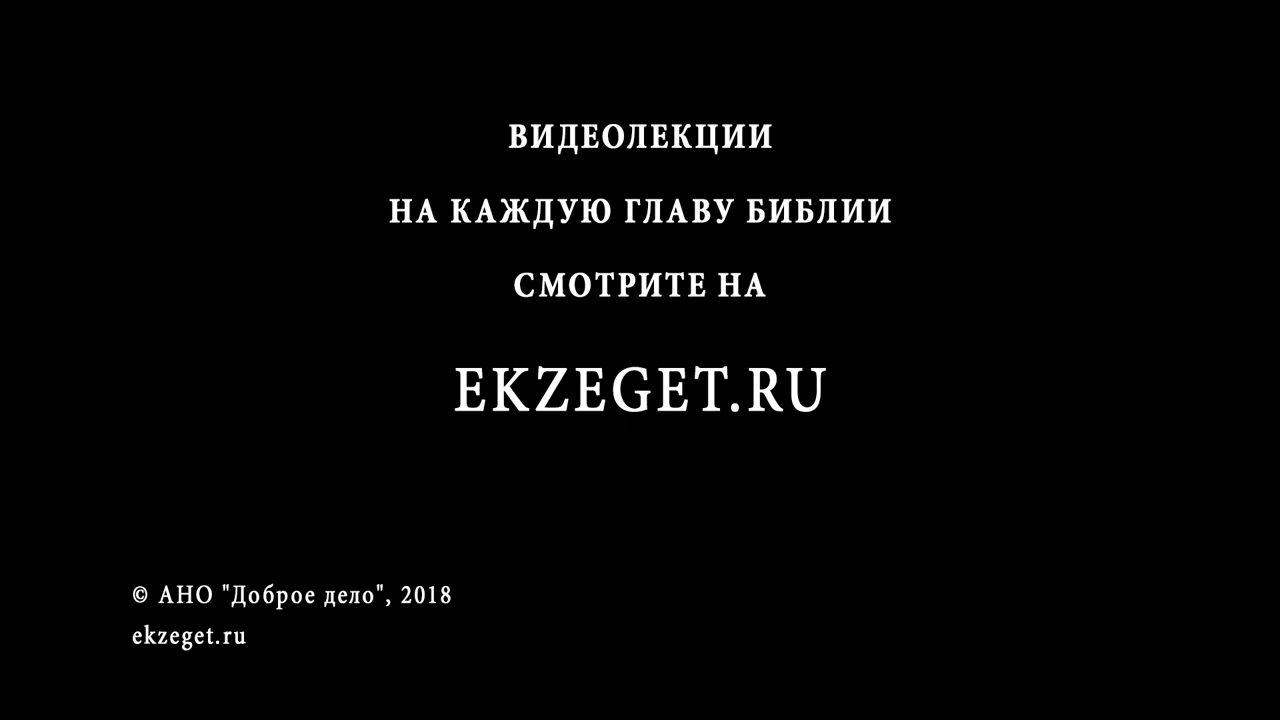 ВИДЕОЛЕКЦИИ
НА КАЖДУЮ ГЛАВУ БИБЛИИ
СМОТРИТЕ НА
EKZEGET.RU
© АНО "Доброе дело", 2018
ekzeget.ru